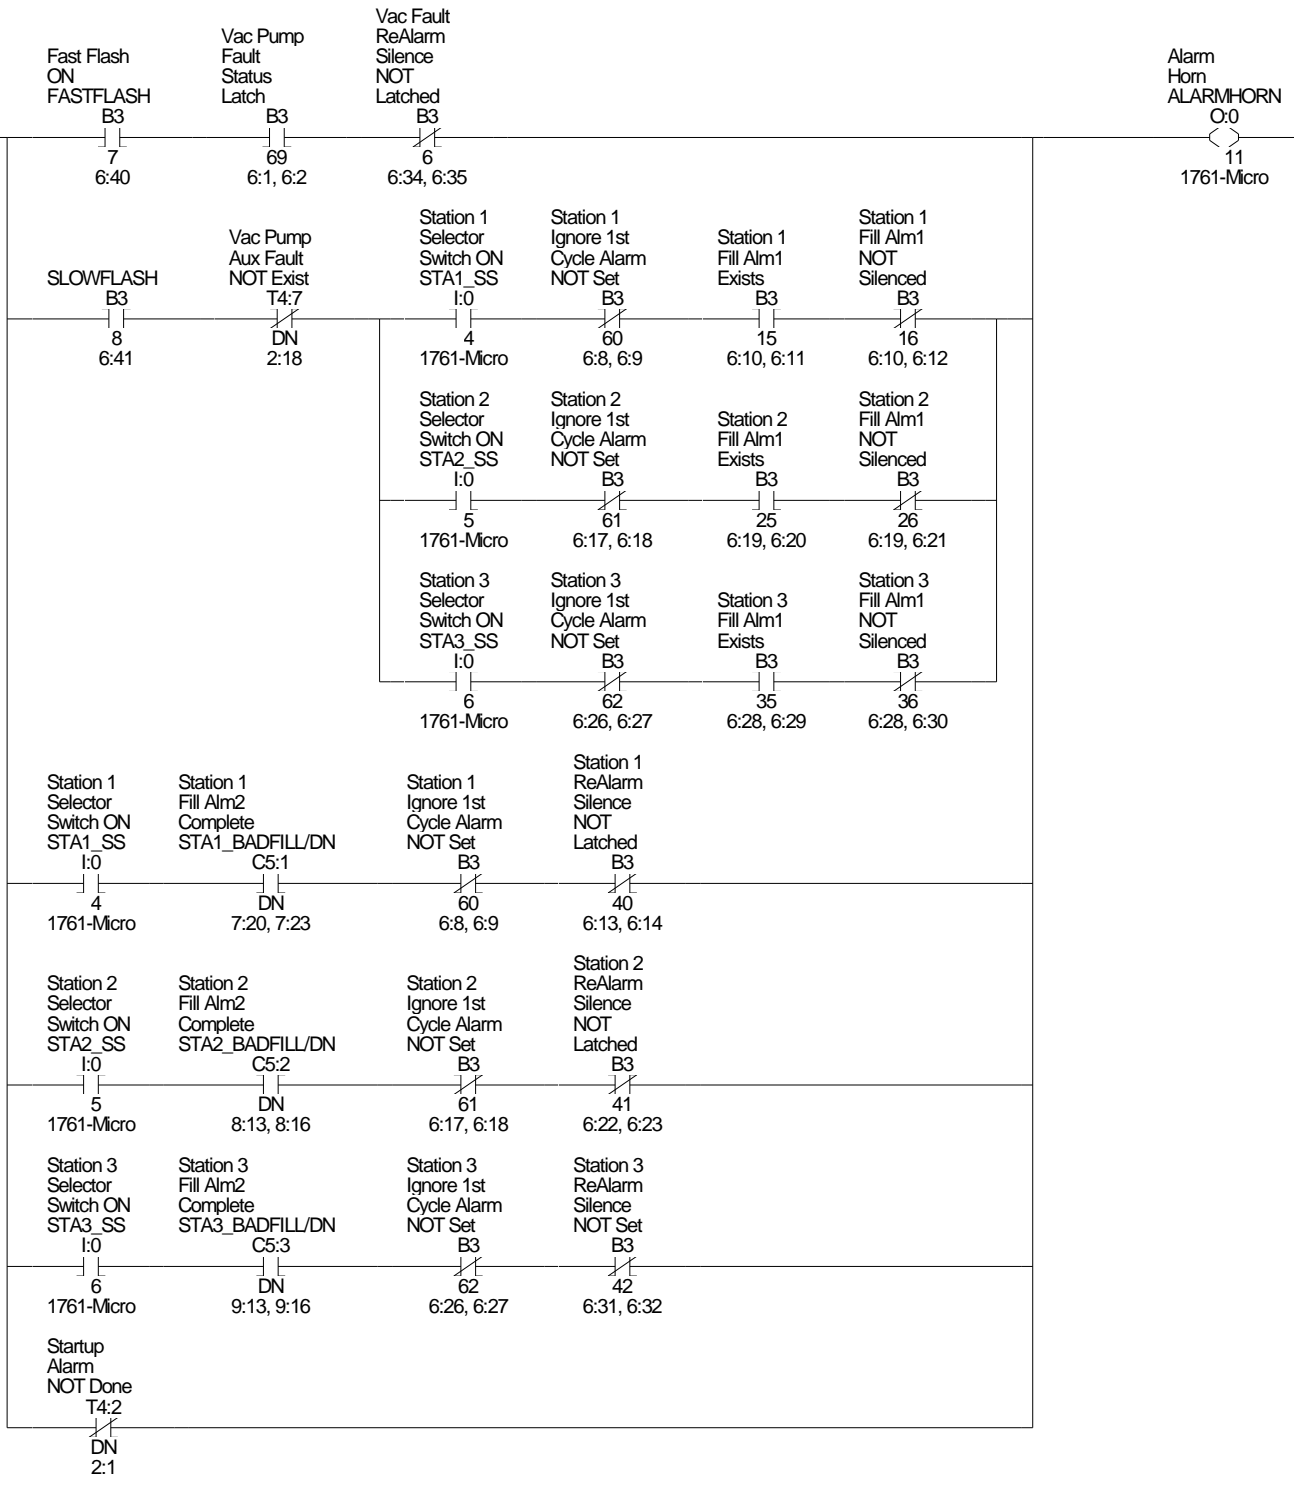 Fast Flash
ON
FASTFLASH
B3
7
6:40
Vac Pump
Fault
Status
Latch
B3
69
6:1, 6:2
Vac Fault
ReAlarm
Silence
NOT
Latched
B3
6
6:34, 6:35
Alarm
Horn
ALARMHORN
O:0
11
1761-Micro
SLOWFLASH
B3
8
6:41
Vac Pump
Aux Fault
NOT Exist
T4:7
DN
2:18
Station 1
Selector
Switch ON
STA1_SS
I:0
4
1761-Micro
Station 1
Ignore 1st
Cycle Alarm
NOT Set
B3
60
6:8, 6:9
Station 1
Fill Alm1
Exists
B3
15
6:10, 6:11
Station 1
Fill Alm1
NOT
Silenced
B3
16
6:10, 6:12
Station 2
Selector
Switch ON
STA2_SS
I:0
5
1761-Micro
Station 2
Ignore 1st
Cycle Alarm
NOT Set
B3
61
6:17, 6:18
Station 2
Fill Alm1
Exists
B3
25
6:19, 6:20
Station 2
Fill Alm1
NOT
Silenced
B3
26
6:19, 6:21
Station 3
Selector
Switch ON
STA3_SS
I:0
6
1761-Micro
Station 3
Ignore 1st
Cycle Alarm
NOT Set
B3
62
6:26, 6:27
Station 3
Fill Alm1
Exists
B3
35
6:28, 6:29
Station 3
Fill Alm1
NOT
Silenced
B3
36
6:28, 6:30
Station 1
Selector
Switch ON
STA1_SS
I:0
4
1761-Micro
Station 1
Fill Alm2
Complete
STA1_BADFILL/DN
C5:1
DN
7:20, 7:23
Station 1
Ignore 1st
Cycle Alarm
NOT Set
B3
60
6:8, 6:9
Station 1
ReAlarm
Silence
NOT
Latched
B3
40
6:13, 6:14
Station 2
Selector
Switch ON
STA2_SS
I:0
5
1761-Micro
Station 2
Fill Alm2
Complete
STA2_BADFILL/DN
C5:2
DN
8:13, 8:16
Station 2
Ignore 1st
Cycle Alarm
NOT Set
B3
61
6:17, 6:18
Station 2
ReAlarm
Silence
NOT
Latched
B3
41
6:22, 6:23
Station 3
Selector
Switch ON
STA3_SS
I:0
6
1761-Micro
Station 3
Fill Alm2
Complete
STA3_BADFILL/DN
C5:3
DN
9:13, 9:16
Station 3
Ignore 1st
Cycle Alarm
NOT Set
B3
62
6:26, 6:27
Station 3
ReAlarm
Silence
NOT Set
B3
42
6:31, 6:32
Startup
Alarm
NOT Done
T4:2
DN
2:1